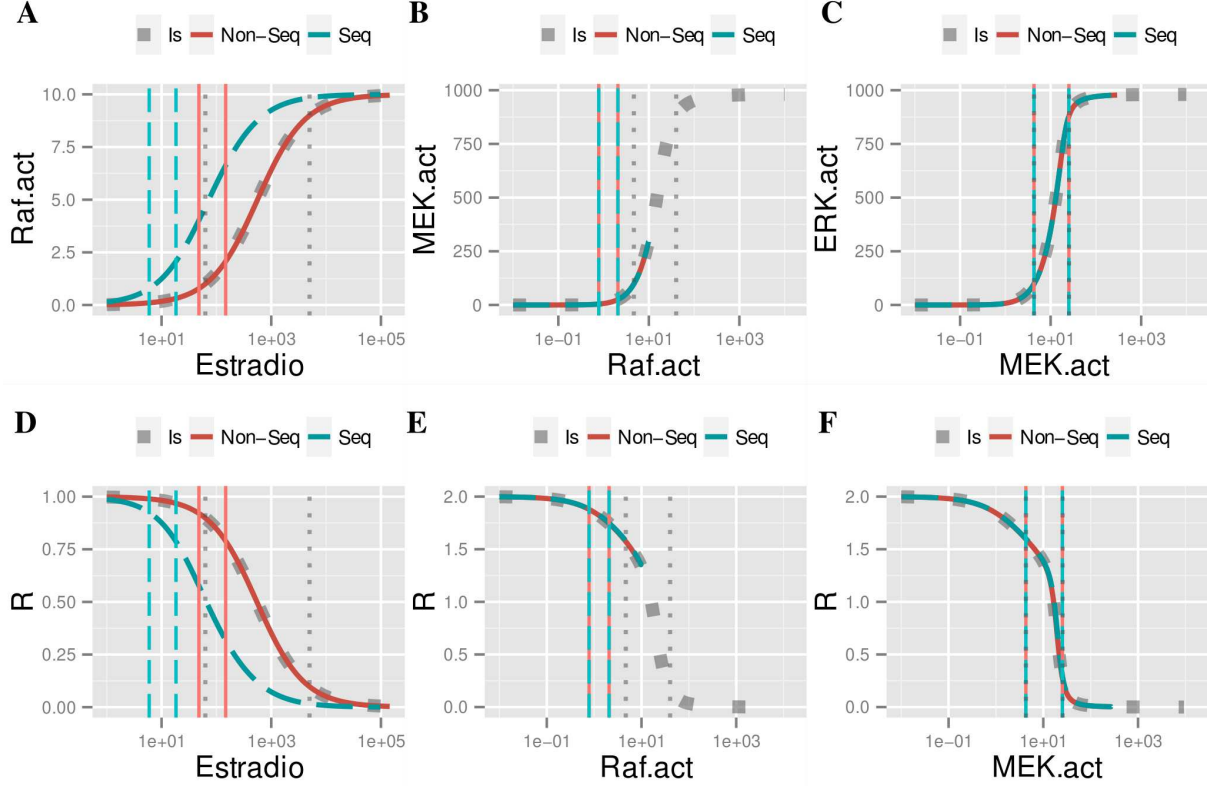 A
Is Non-Seq Seq
10.0
7.5
5.0
2.5
0.0
Raf.act
1e+01 1e+03 1e+05
Estradio
B
Is Non-Seq Seq
1000
750
500
250
0
MEK.act
1e-01 1e+01 1e+03
Raf.act
C
Is Non-Seq Seq
1000
750
500
250
0
ERK.act
1e-01 1e+01 1e+03
MEK.act
D
Is Non-Seq Seq
1.00
0.75
0.50
0.25
0.00
R
1e+01 1e+03 1e+05
Estradio
E
Is Non-Seq Seq
2.0
1.5
1.0
0.5
0.0
R
1e-01 1e+01 1e+03
Raf.act
F
Is Non-Seq Seq
2.0
1.5
1.0
0.5
0.0
R
1e-01 1e+01 1e+03
MEK.act